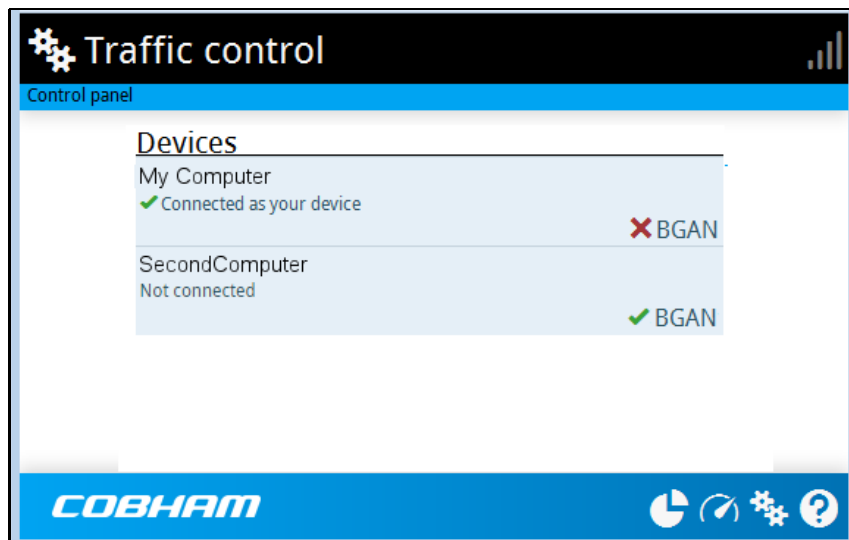 Traffic control
Control panel
Devices
My Computer
Connected as your device
BGAN
SecondComputer
Not connected
BGAN
COBHAM
?